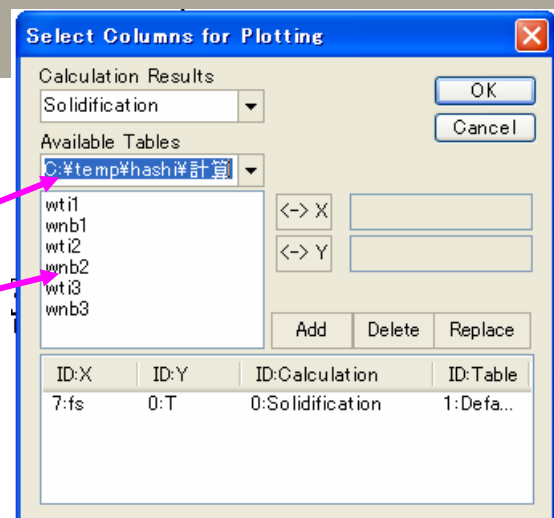 Select Columns for Plotting
Calculation Results
Solidification
OK
Cancel
Available Tables
C:¥temp¥hashi¥計算
wti1
wnb1
wti2
wnb2
wti3
wnb3
<-> X
<-> Y
Add Delete Replace
ID:X ID:Y ID:Calculation ID:Table
7:fs 0:T 0:Solidification 1:Defa...